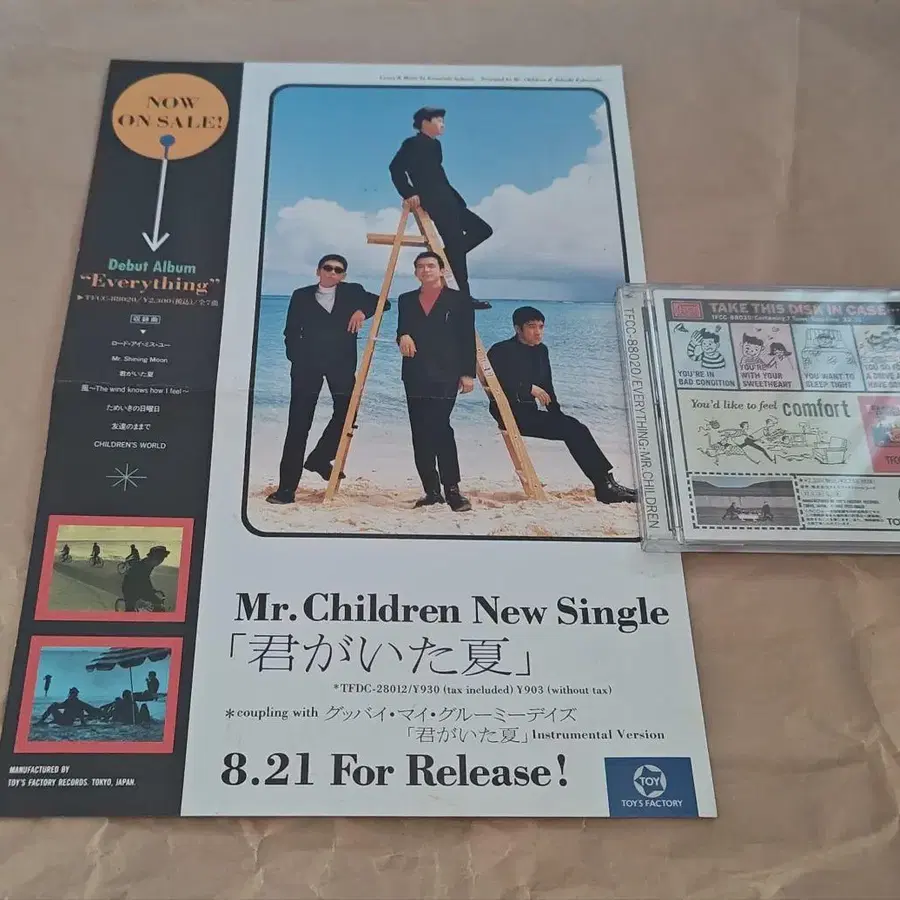 NOW
ON SALE!
Debut Album
"Everything"
▶TFCC-88020/¥2,300(税込)/全7曲
収録曲
▼
ロード・アイ・ミス・ユー
Mr. Shining Moon
君がいた夏
風〜The wind knows how I feel〜
ためいきの日曜日
友達のままで
CHILDREN'S WORLD
MANUFACTURED BY
TOY'S FACTORY RECORDS. TOKYO, JAPAN.
Mr. Children New Single
「君がいた夏」
*TFDC-28012/¥930 (tax included) ¥903 (without tax)
*coupling with グッバイ・マイ・グルーミーデイズ
「君がいた夏」Instrumental Version
8.21 For Release!
TOY
TOY'S FACTORY
TFCC-88020/EVERYTHING:MR.CHILDREN
TAKE THIS DISK IN CASE
YOU'RE IN
BAD CONDITION
YOU'RE
WITH YOUR
SWEETHEART
YOU WANT TO
SLEEP TIGHT
You'd like to feel comfort